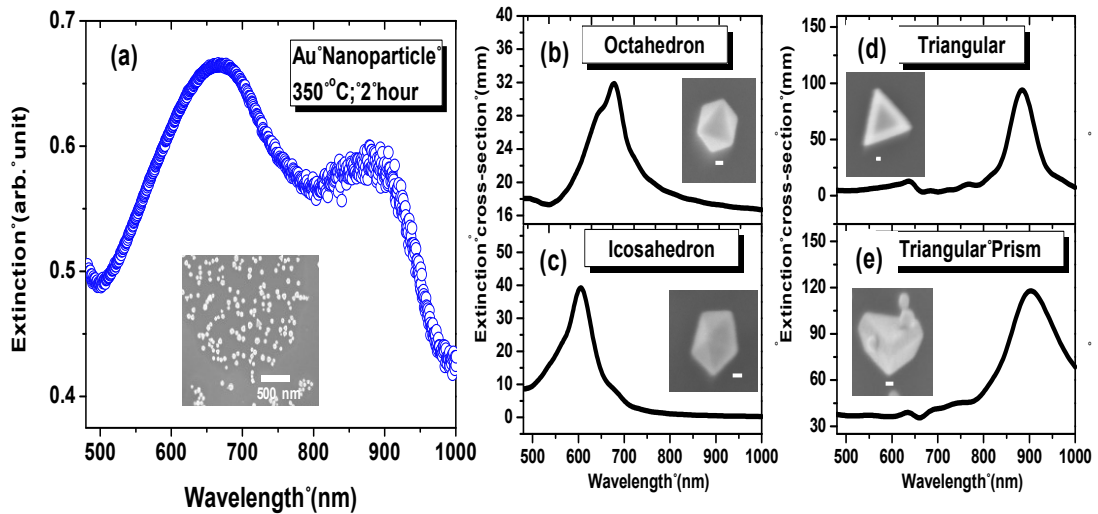 (a)
Au°Nanoparticle°
350°°C;°2°hour
0.7
0.6
0.5
0.4
Extinction°(arb.°unit)
500 nm
500 600 700 800 900 1000
Wavelength°(nm)
(b)
Octahedron
40
36
32
28
24
20
16
(c)
Icosahedron
50
40
30
20
10
0
Extinction°cross-section°(mm)
500 600 700 800 900 1000
Wavelength°(nm)
(d)
Triangular
150
100
50
0
(e)
Triangular°Prism
150
120
90
60
30
°Extinction°cross-section°(mm)
500 600 700 800 900 1000
Wavelength°(nm)